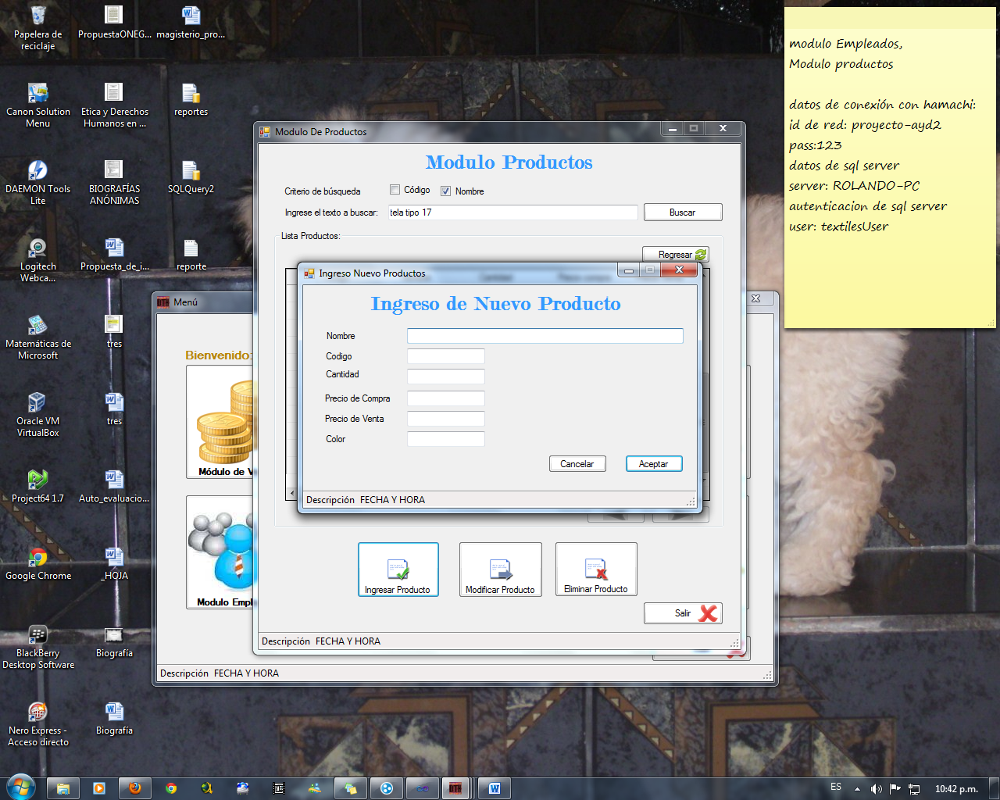 Papelera de
reciclaje
PropuestaONEG...
magisterio_pro...
Canon Solution
Menu
Etica y Derechos
Humanos en ...
reportes
DAEMON Tools
Lite
BIOGRAFÍAS
ANÓNIMAS
SQLQuery2
Logitech
Webca...
Propuesta_de_i...
reporte
Matemáticas de
Microsoft
tres
Oracle VM
VirtualBox
tres
Project64 1.7
Auto_evaluacio...
Google Chrome
_HOJA
BlackBerry
Desktop Software
Biografía
Nero Express -
Acceso directo
Biografía
modulo Empleados,
Modulo productos
datos de conexión con hamachi:
id de red: proyecto-ayd2
pass:123
datos de sql server
server: ROLANDO-PC
autenticacion de sql server
user: textilesUser
Modulo De Productos
Modulo Productos
Criterio de búsqueda
Código
Nombre
Ingrese el texto a buscar:
tela tipo 17
Buscar
Lista Productos:
Regresar
Ingreso Nuevo Productos
Ingreso de Nuevo Producto
Nombre
Codigo
Cantidad
Precio de Compra
Precio de Venta
Color
Cancelar
Aceptar
Descripción FECHA Y HORA
Ingresar Producto
Modificar Producto
Eliminar Producto
Salir
Descripción FECHA Y HORA
Menú
Bienvenido:
Módulo de V
Modulo Empl
Descripción FECHA Y HORA
ES
10:42 p.m.